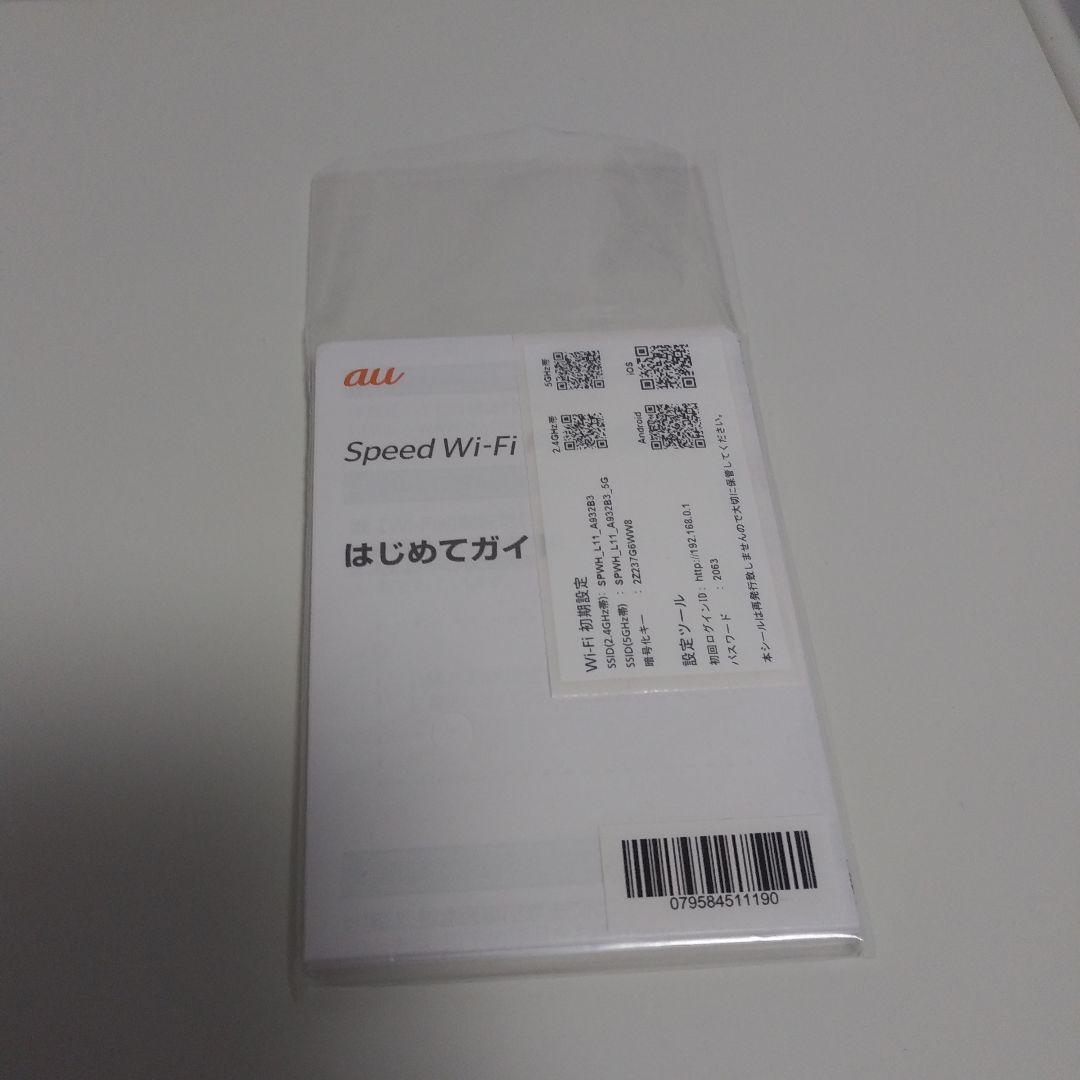 au
Speed Wi-Fi
はじめてガイ
5GHz帯
iOS
2.4GHz帯
Android
Wi-Fi 初期設定
SSID(2.4GHz帯): SPWH_L11_A932B3
SSID(5GHz帯) : SPWH_L11_A932B3_5G
暗号化キー : 2Z237G6WW8
設定ツール
初回ログインID: http://192.168.0.1
パスワード : 2063
本シールは再発行致しませんので大切に保管してください。
079584511190